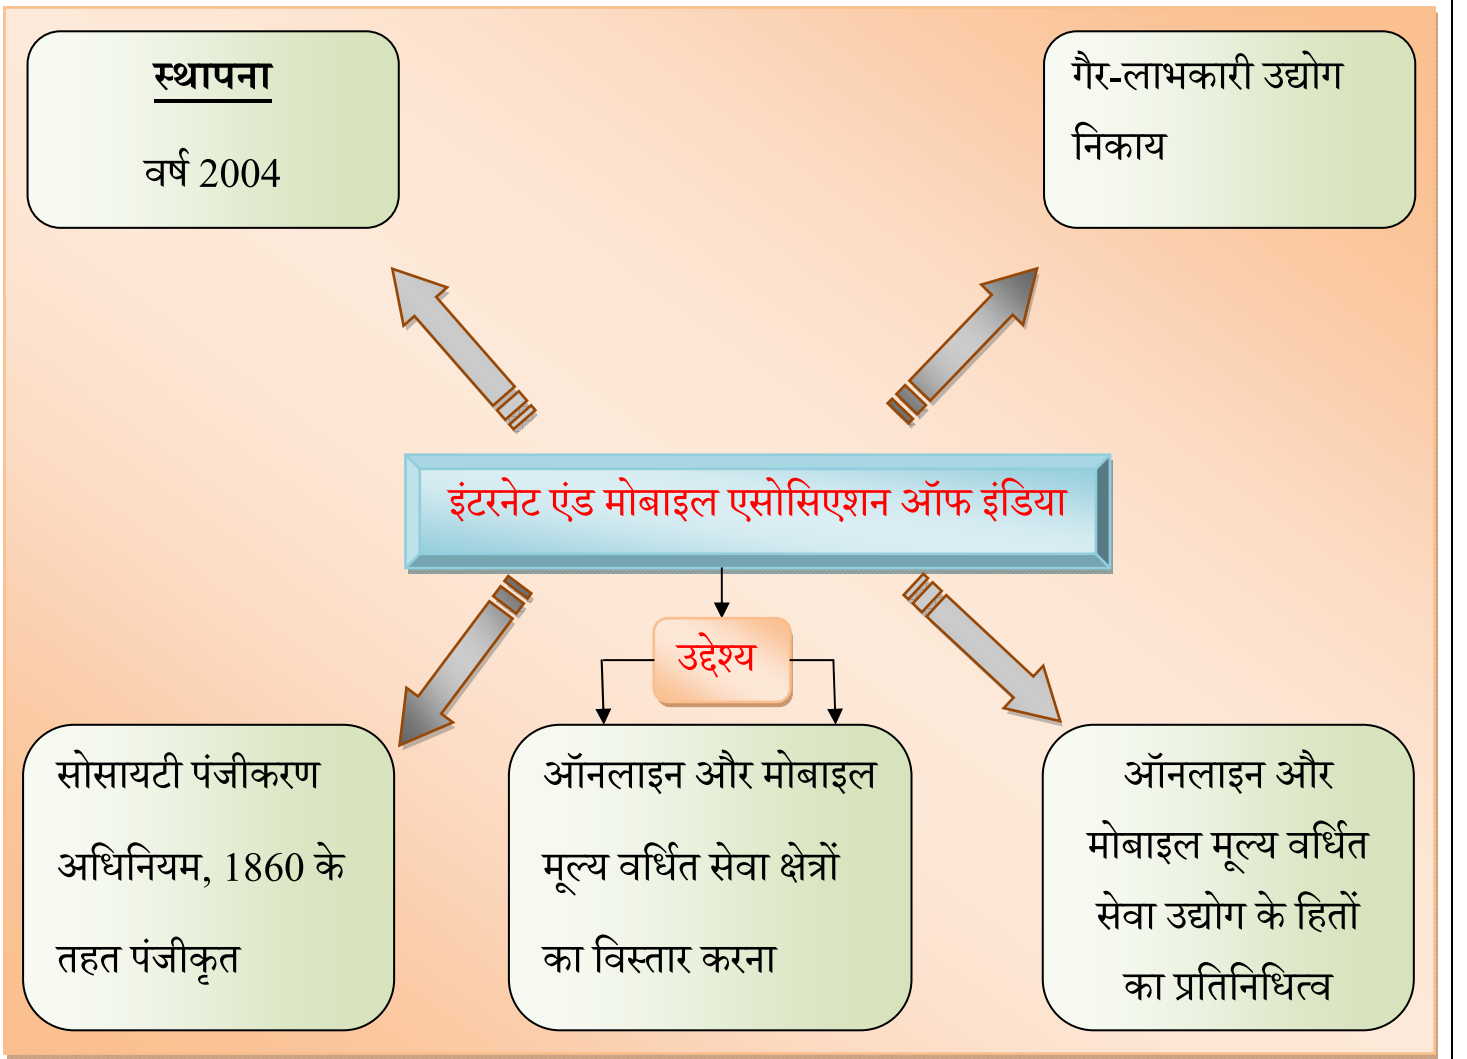 स्थापना
वर्ष 2004
गैर-लाभकारी उद्योग
निकाय
इंटरनेट एंड मोबाइल एसोसिएशन ऑफ इंडिया
उद्देश्य
सोसायटी पंजीकरण
अधिनियम, 1860 के
तहत पंजीकृत
ऑनलाइन और मोबाइल
मूल्य वर्धित सेवा क्षेत्रों
का विस्तार करना
ऑनलाइन और
मोबाइल मूल्य वर्धित
सेवा उद्योग के हितों
का प्रतिनिधित्व